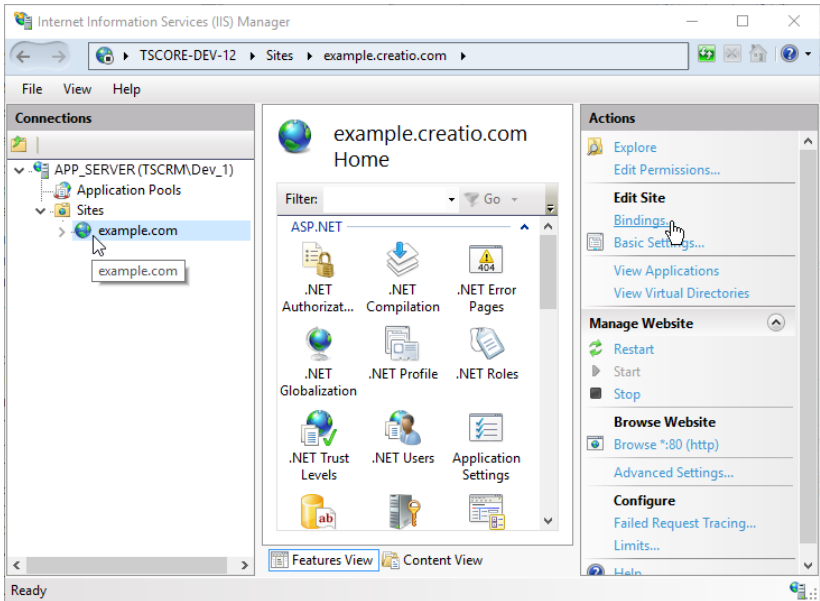 Internet Information Services (IIS) Manager
TSCORE-DEV-12 Sites example.creatio.com
File View Help
Connections
APP_SERVER (TSCRM\Dev_1)
Application Pools
Sites
example.com
example.com
example.creatio.com
Home
Filter: Go
ASP.NET
.NET Authorizat...
.NET Compilation
.NET Error Pages
404
.NET Globalization
.NET Profile
.NET Roles
.NET Trust Levels
.NET Users
Application Settings
ab
Features View Content View
Actions
Explore
Edit Permissions...
Edit Site
Bindings...
Basic Settings...
View Applications
View Virtual Directories
Manage Website
Restart
Start
Stop
Browse Website
Browse *:80 (http)
Advanced Settings...
Configure
Failed Request Tracing...
Limits...
Help
Ready